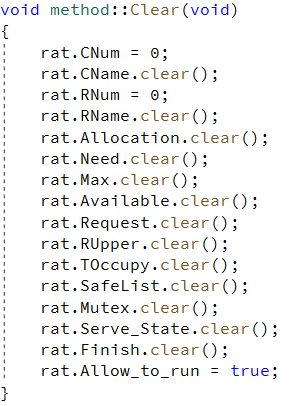 void method::Clear(void)
{
    rat.CNum = 0;
    rat.CName.clear();
    rat.RNum = 0;
    rat.RName.clear();
    rat.Allocation.clear();
    rat.Need.clear();
    rat.Max.clear();
    rat.Available.clear();
    rat.Request.clear();
    rat.RUpper.clear();
    rat.TOccupy.clear();
    rat.SafeList.clear();
    rat.Mutex.clear();
    rat.Serve_State.clear();
    rat.Finish.clear();
    rat.Allow_to_run = true;
}